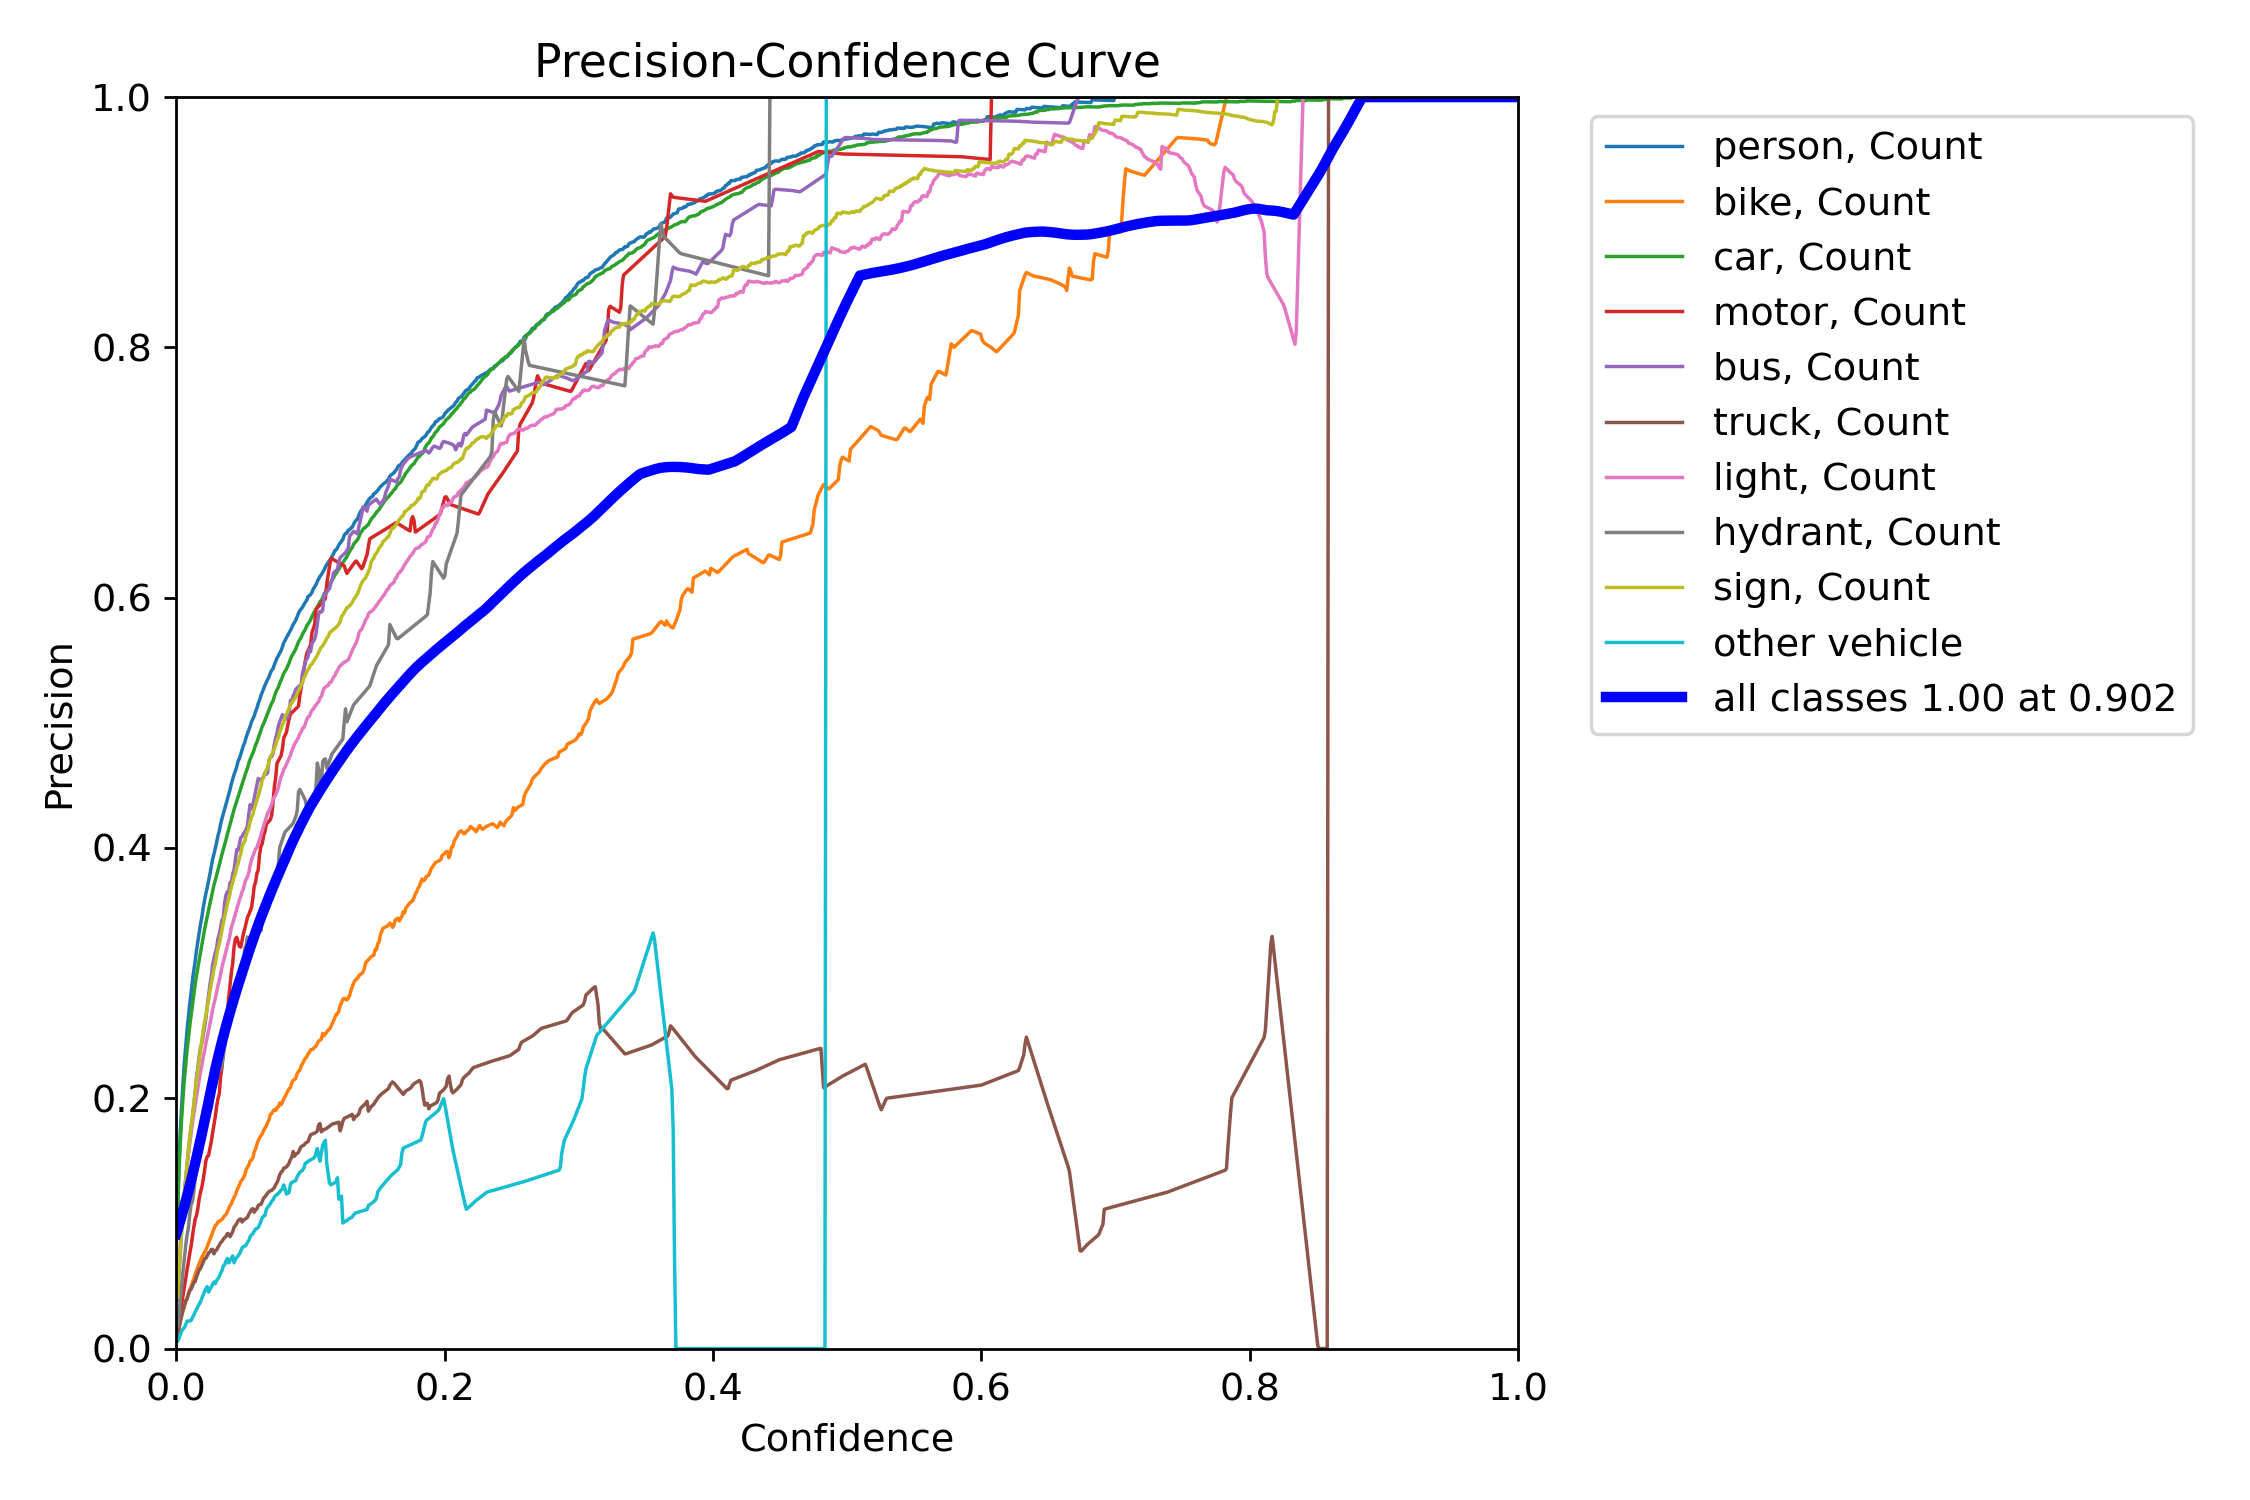 Precision-Confidence Curve
1.0
0.8
0.6
0.4
0.2
0.0
Precision
0.0 0.2 0.4 0.6 0.8 1.0
Confidence
person, Count
bike, Count
car, Count
motor, Count
bus, Count
truck, Count
light, Count
hydrant, Count
sign, Count
other vehicle
all classes 1.00 at 0.902